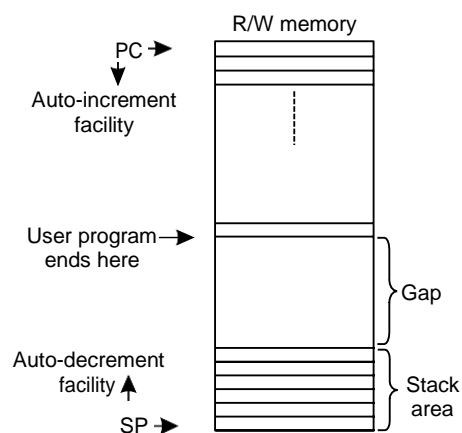 R/W memory
PC
Auto-increment
facility
User program
ends here
Gap
Auto-decrement
facility
Stack
area
SP